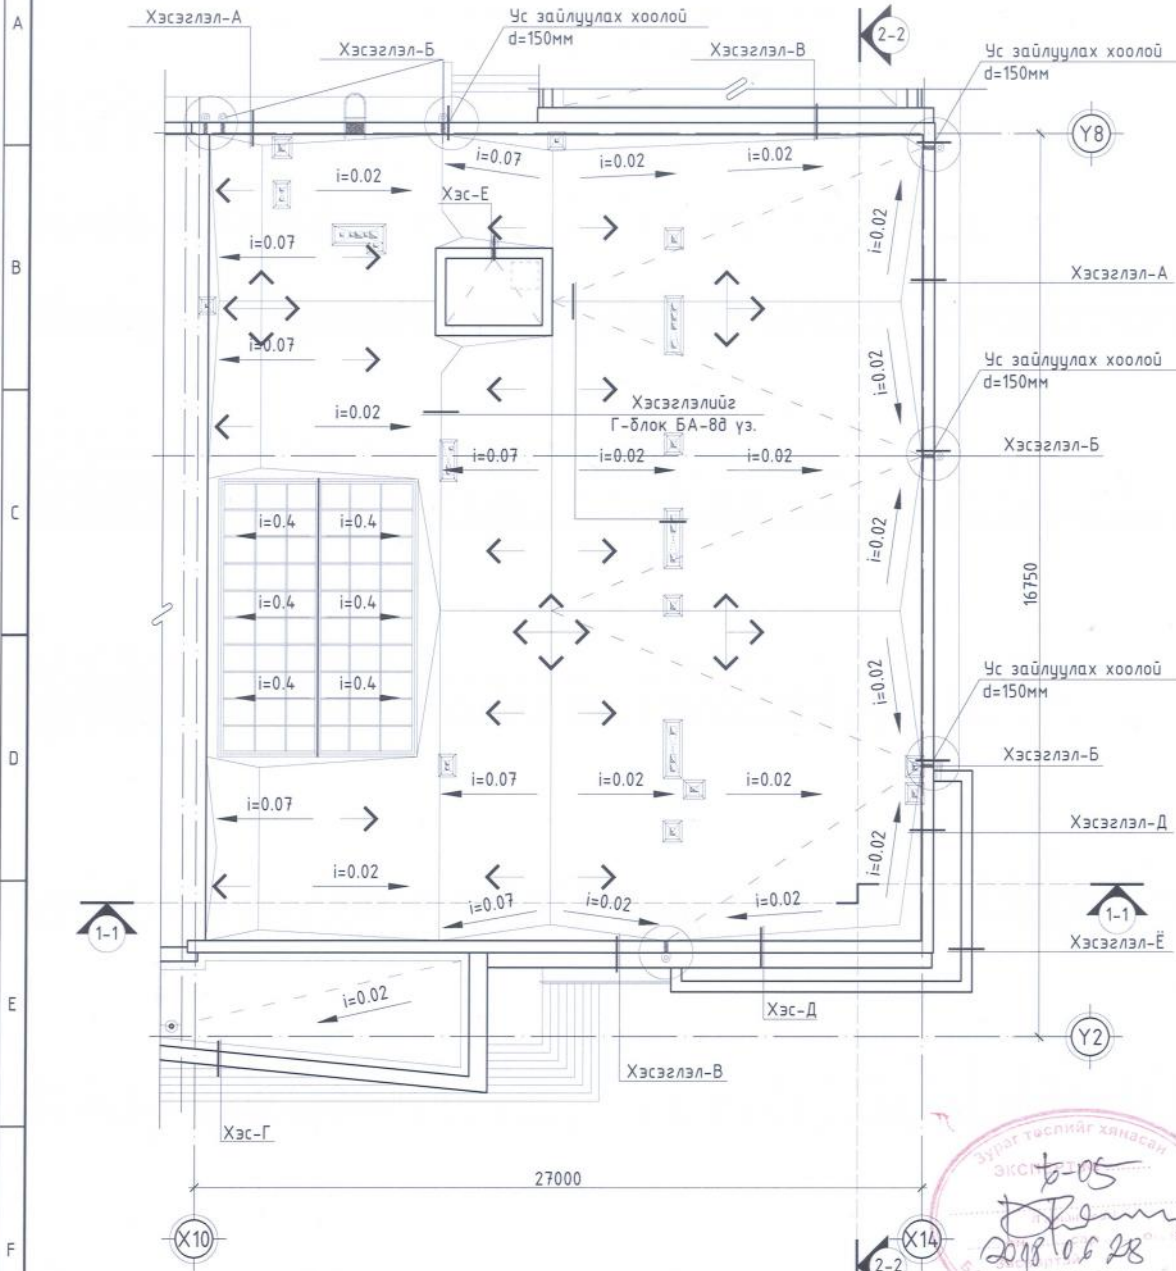 A
B
C
D
E
F
Хэсэглэл-А
Хэсэглэл-Б
Ус зайлуулах хоолой
d=150мм
Хэсэглэл-В
2-2
Ус зайлуулах хоолой
d=150мм
Y8
i=0.07
i=0.02
i=0.02
i=0.02
Хэс-Е
i=0.02
i=0.07
Хэсэглэл-А
i=0.07
i=0.02
Ус зайлуулах хоолой
d=150мм
i=0.02
Хэсэглэлийг
Г-блок БА-8д үз.
Хэсэглэл-Б
i=0.07
i=0.02
i=0.02
i=0.4
i=0.4
i=0.02
16750
i=0.4
i=0.4
i=0.4
i=0.4
i=0.02
Ус зайлуулах хоолой
d=150мм
Хэсэглэл-Б
i=0.07
i=0.07
i=0.02
i=0.02
Хэсэглэл-Д
i=0.02
i=0.02
i=0.07
i=0.02
i=0.02
1-1
1-1
Хэсэглэл-Ё
i=0.02
Хэс-Д
Y2
Хэсэглэл-В
Хэс-Г
27000
X10
X14
2-2
Зураг төслийг хянасан
2018 06 28